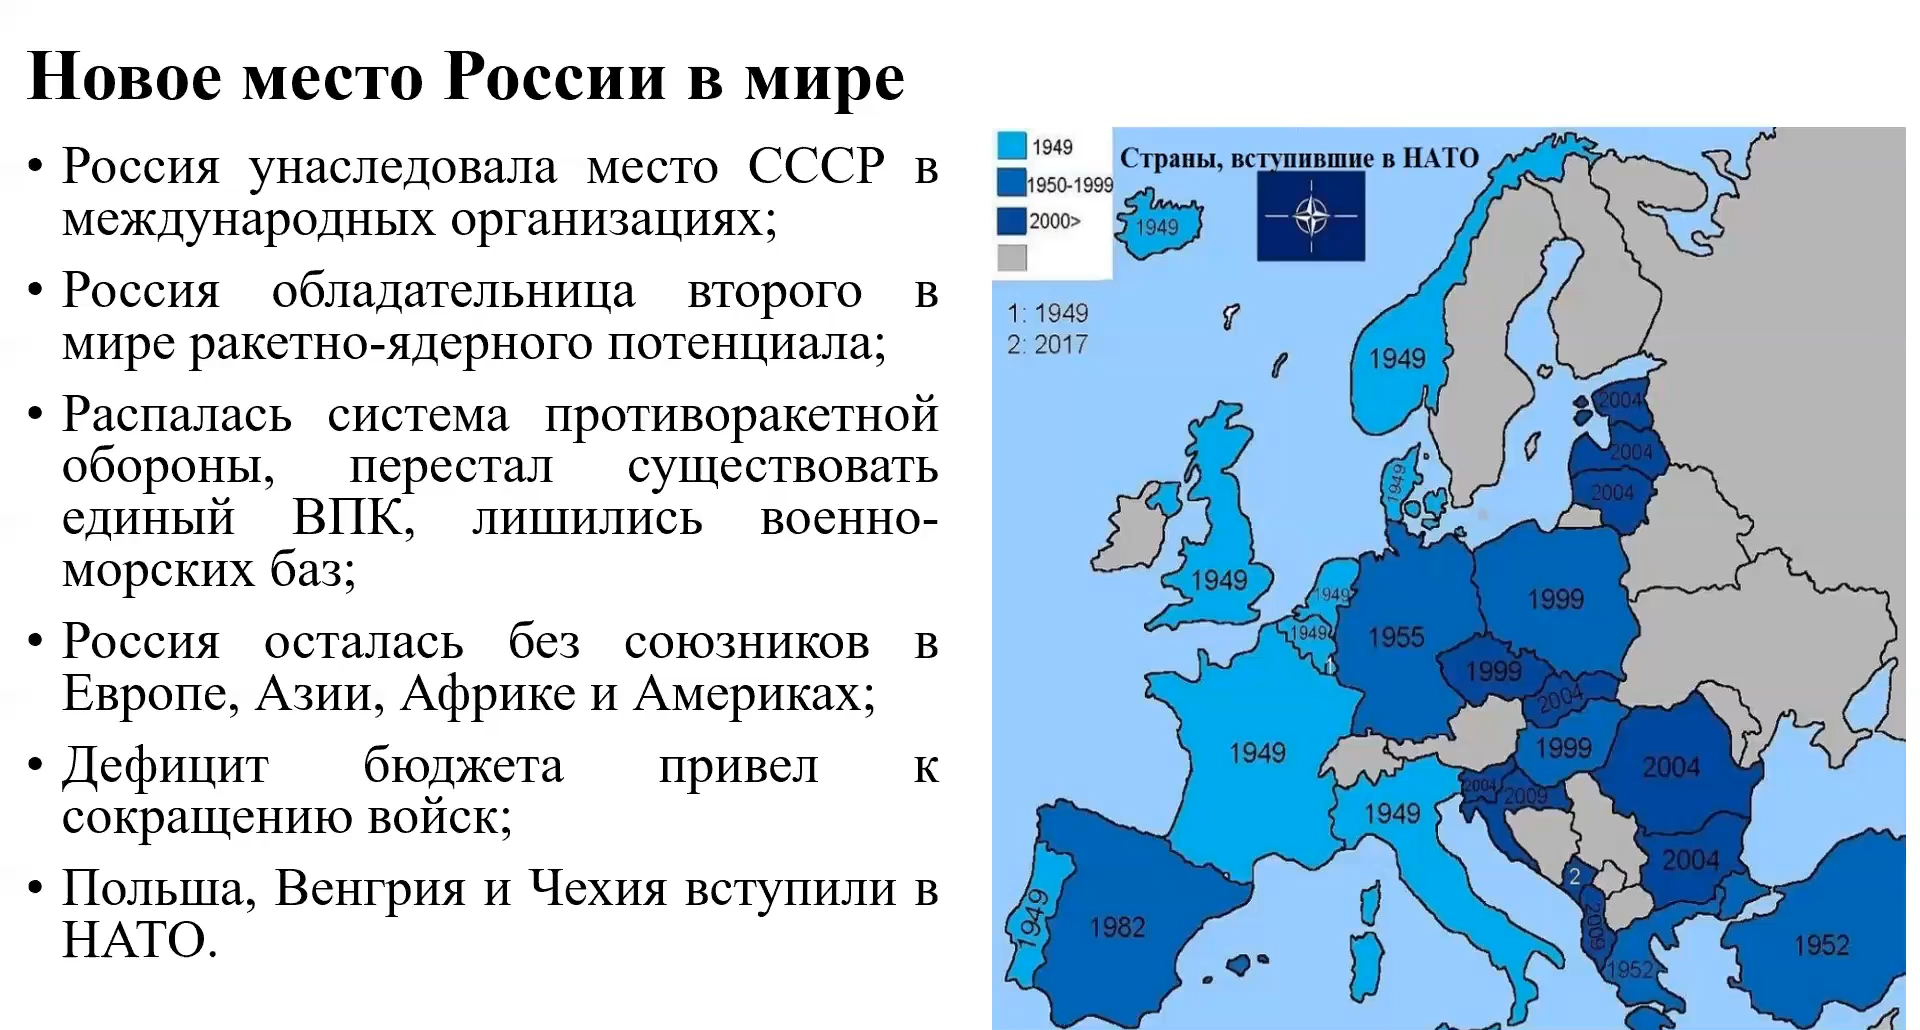 Новое место России в мире
• Россия унаследовала место СССР в
международных организациях;
• Россия обладательница второго в
мире ракетно-ядерного потенциала;
• Распалась система противоракетной
обороны, перестал существовать
единый ВПК, лишились военно-
морских баз;
• Россия осталась без союзников в
Европе, Азии, Африке и Америках;
• Дефицит бюджета привел к
сокращению войск;
• Польша, Венгрия и Чехия вступили в
НАТО.
1949
1950-1999
2000>
Страны, вступившие в НАТО
1: 1949
2: 2017
1949
1949
2004
2004
1949
2004
1949
1949
1999
1949
1955
1
1999
2004
1949
1999
2004
2004
2009
1949
2004
2
1949
1982
2009
1952
1952